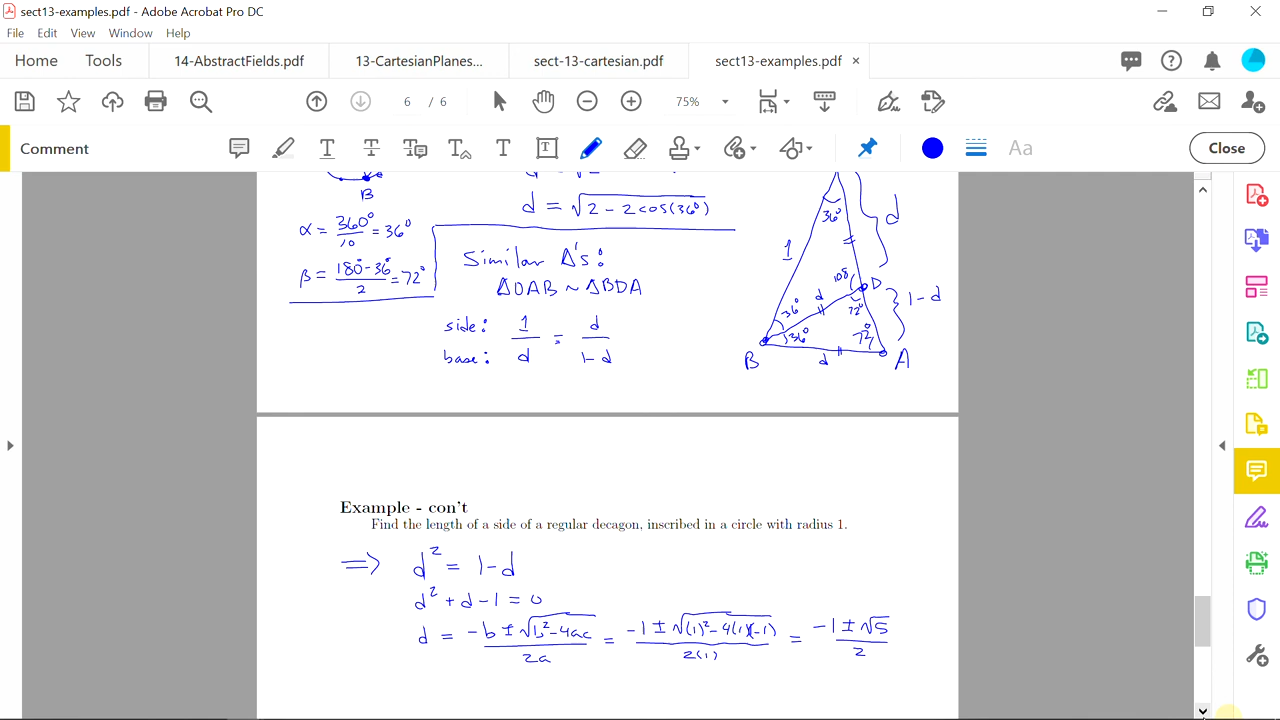 sect13-examples.pdf - Adobe Acrobat Pro DC
File Edit View Window Help
Home Tools 14-AbstractFields.pdf 13-CartesianPlanes... sect-13-cartesian.pdf sect13-examples.pdf ×
6 / 6 75%
Comment T T T T Aa Close
B
d = √2 - 2cos(36°)
α = 360°/10 = 36°
β = 180°-36°/2 = 72°
Similar Δ's:
ΔOAB ~ ΔBDA
side: 1/d = d/1-d
base:
36°
d
1
108
D
36°
d
72°
1-d
36°
72°
B
d
A
Example - con't
Find the length of a side of a regular decagon, inscribed in a circle with radius 1.
⟹ d² = 1-d
d² + d - 1 = 0
d = -b ± √b²-4ac/2a = -1 ± √(1)²-4(1)(-1)/2(1) = -1 ± √5/2